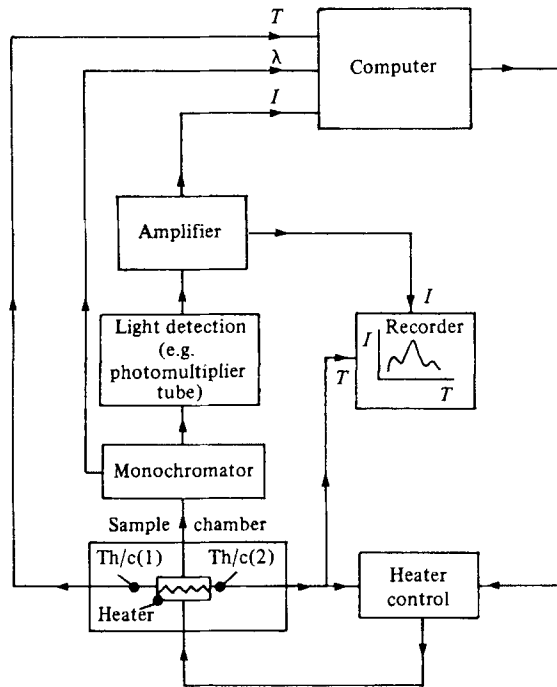 T
λ
I
Computer
Amplifier
I
Light detection
(e.g.
photomultiplier
tube)
Recorder
I
T
T
Monochromator
Sample chamber
Th/c(1)
Th/c(2)
Heater
Heater
control